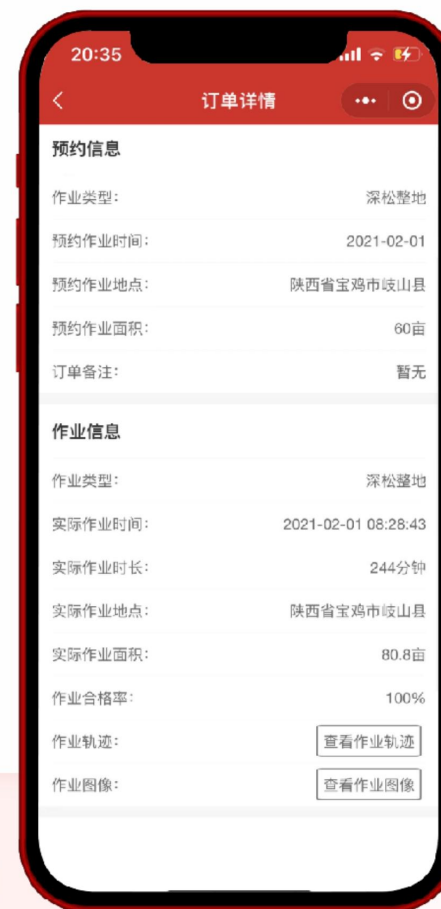 20:35
订单详情
预约信息
作业类型: 深松整地
预约作业时间: 2021-02-01
预约作业地点: 陕西省宝鸡市岐山县
预约作业面积: 60亩
订单备注: 暂无
作业信息
作业类型: 深松整地
实际作业时间: 2021-02-01 08:28:43
实际作业时长: 244分钟
实际作业地点: 陕西省宝鸡市岐山县
实际作业面积: 80.8亩
作业合格率: 100%
作业轨迹: 查看作业轨迹
作业图像: 查看作业图像